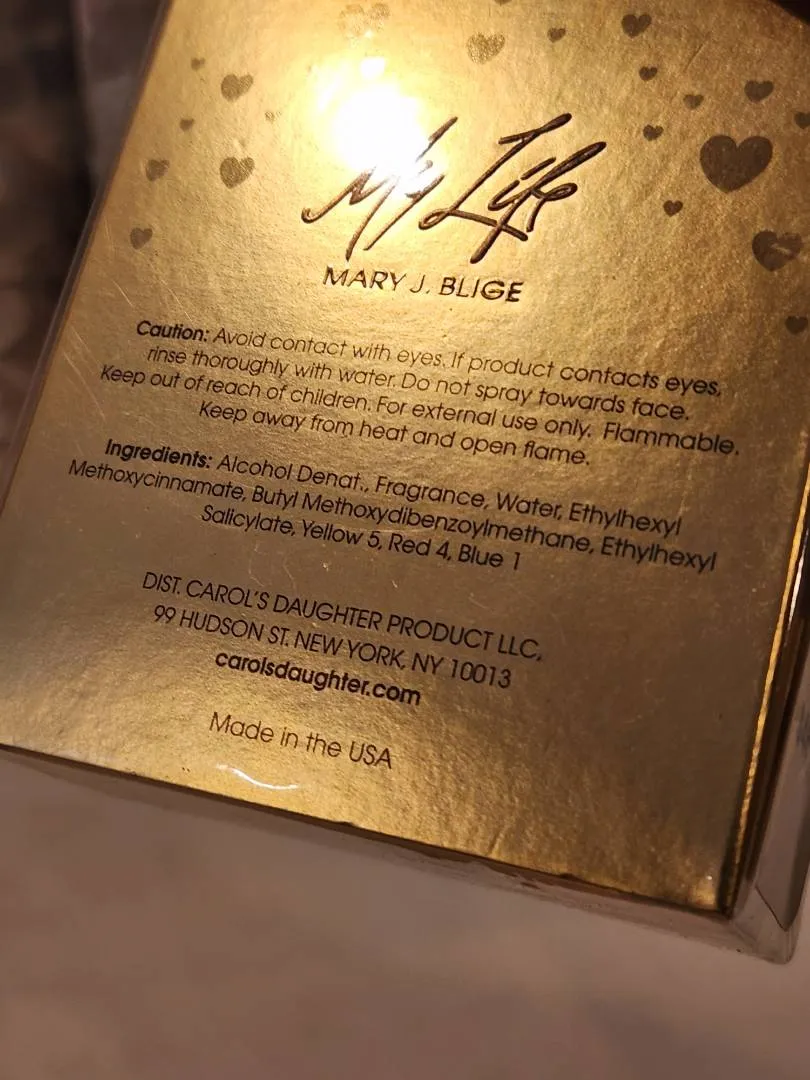 My Life
MARY J. BLIGE
Caution: Avoid contact with eyes. If product contacts eyes,
rinse thoroughly with water. Do not spray towards face.
Keep out of reach of children. For external use only. Flammable.
Keep away from heat and open flame.
Ingredients: Alcohol Denat., Fragrance, Water, Ethylhexyl
Methoxycinnamate, Butyl Methoxydibenzoylmethane, Ethylhexyl
Salicylate, Yellow 5, Red 4, Blue 1
DIST. CAROL'S DAUGHTER PRODUCT LLC,
99 HUDSON ST. NEW YORK, NY 10013
carolsdaughter.com
Made in the USA